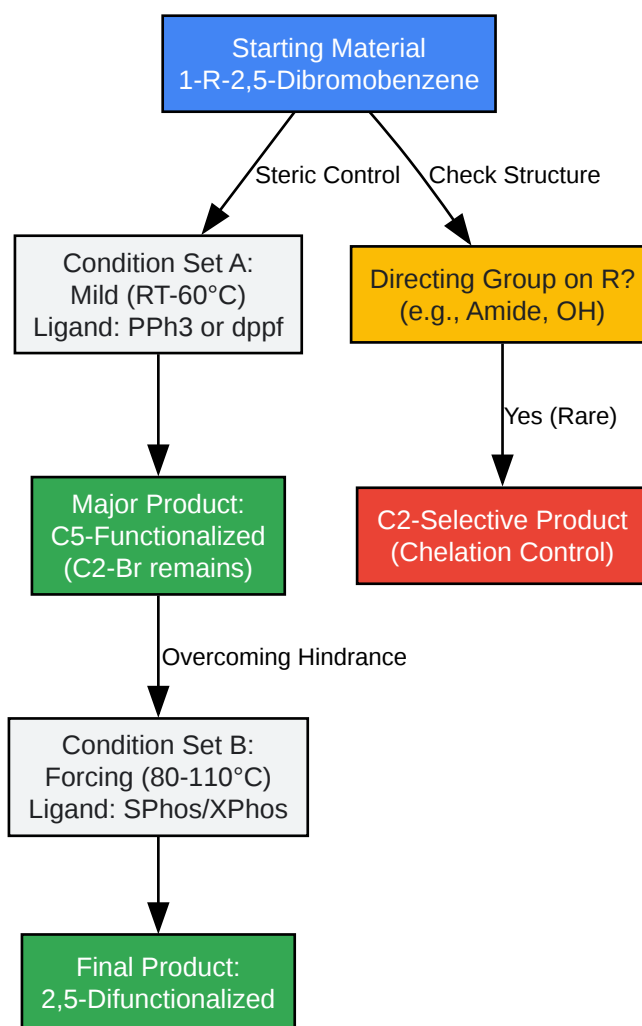 Starting Material
1-R-2,5-Dibromobenzene
Steric Control
Check Structure
Condition Set A:
Mild (RT-60°C)
Ligand: PPh3 or dppf
Directing Group on R?
(e.g., Amide, OH)
Yes (Rare)
Major Product:
C5-Functionalized
(C2-Br remains)
C2-Selective Product
(Chelation Control)
Overcoming Hindrance
Condition Set B:
Forcing (80-110°C)
Ligand: SPhos/XPhos
Final Product:
2,5-Difunctionalized